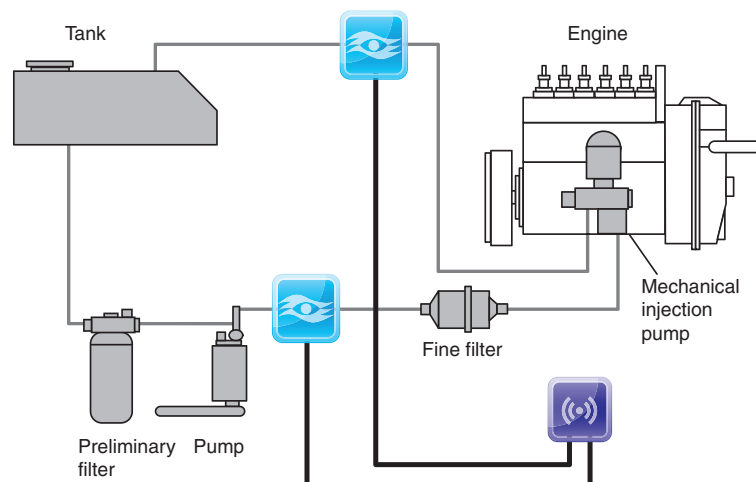 Tank
Engine
Mechanical
injection
pump
Fine filter
Preliminary
filter
Pump